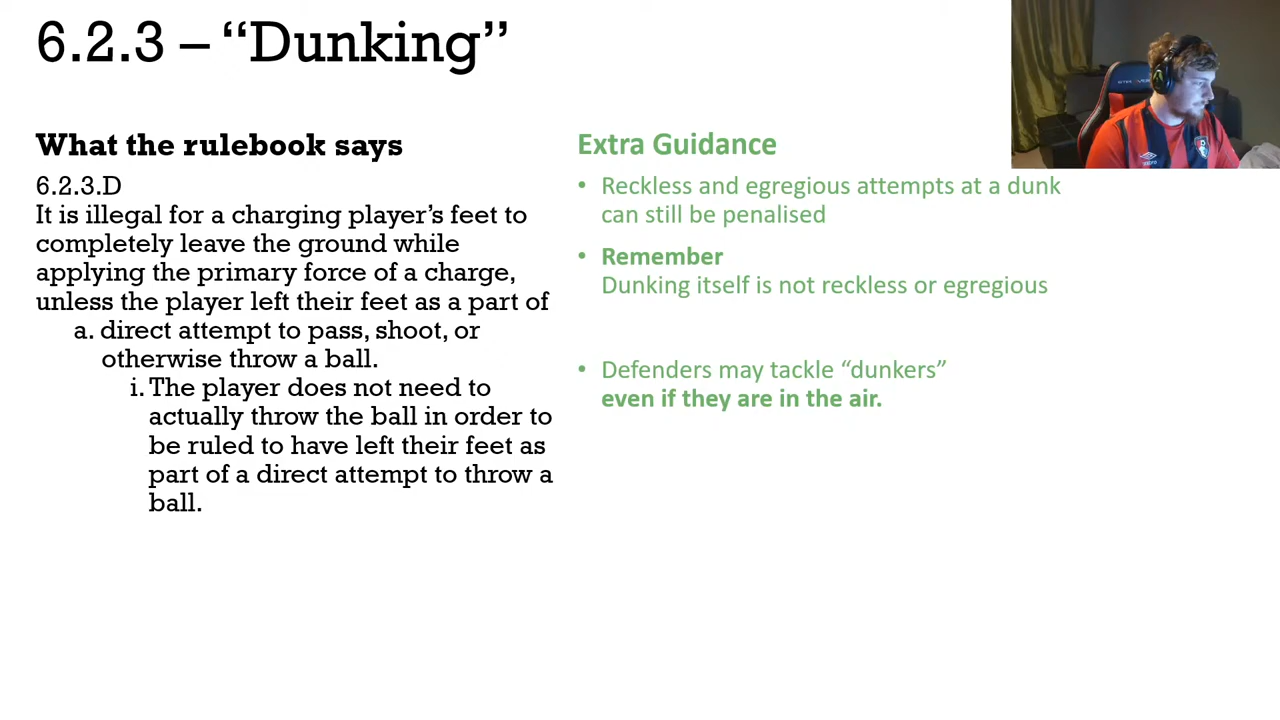 6.2.3 – “Dunking”
What the rulebook says
6.2.3.D
It is illegal for a charging player’s feet to
completely leave the ground while
applying the primary force of a charge,
unless the player left their feet as a part of
a. direct attempt to pass, shoot, or
otherwise throw a ball.
i. The player does not need to
actually throw the ball in order to
be ruled to have left their feet as
part of a direct attempt to throw a
ball.
Extra Guidance
• Reckless and egregious attempts at a dunk
can still be penalised
• Remember
Dunking itself is not reckless or egregious
• Defenders may tackle “dunkers”
even if they are in the air.